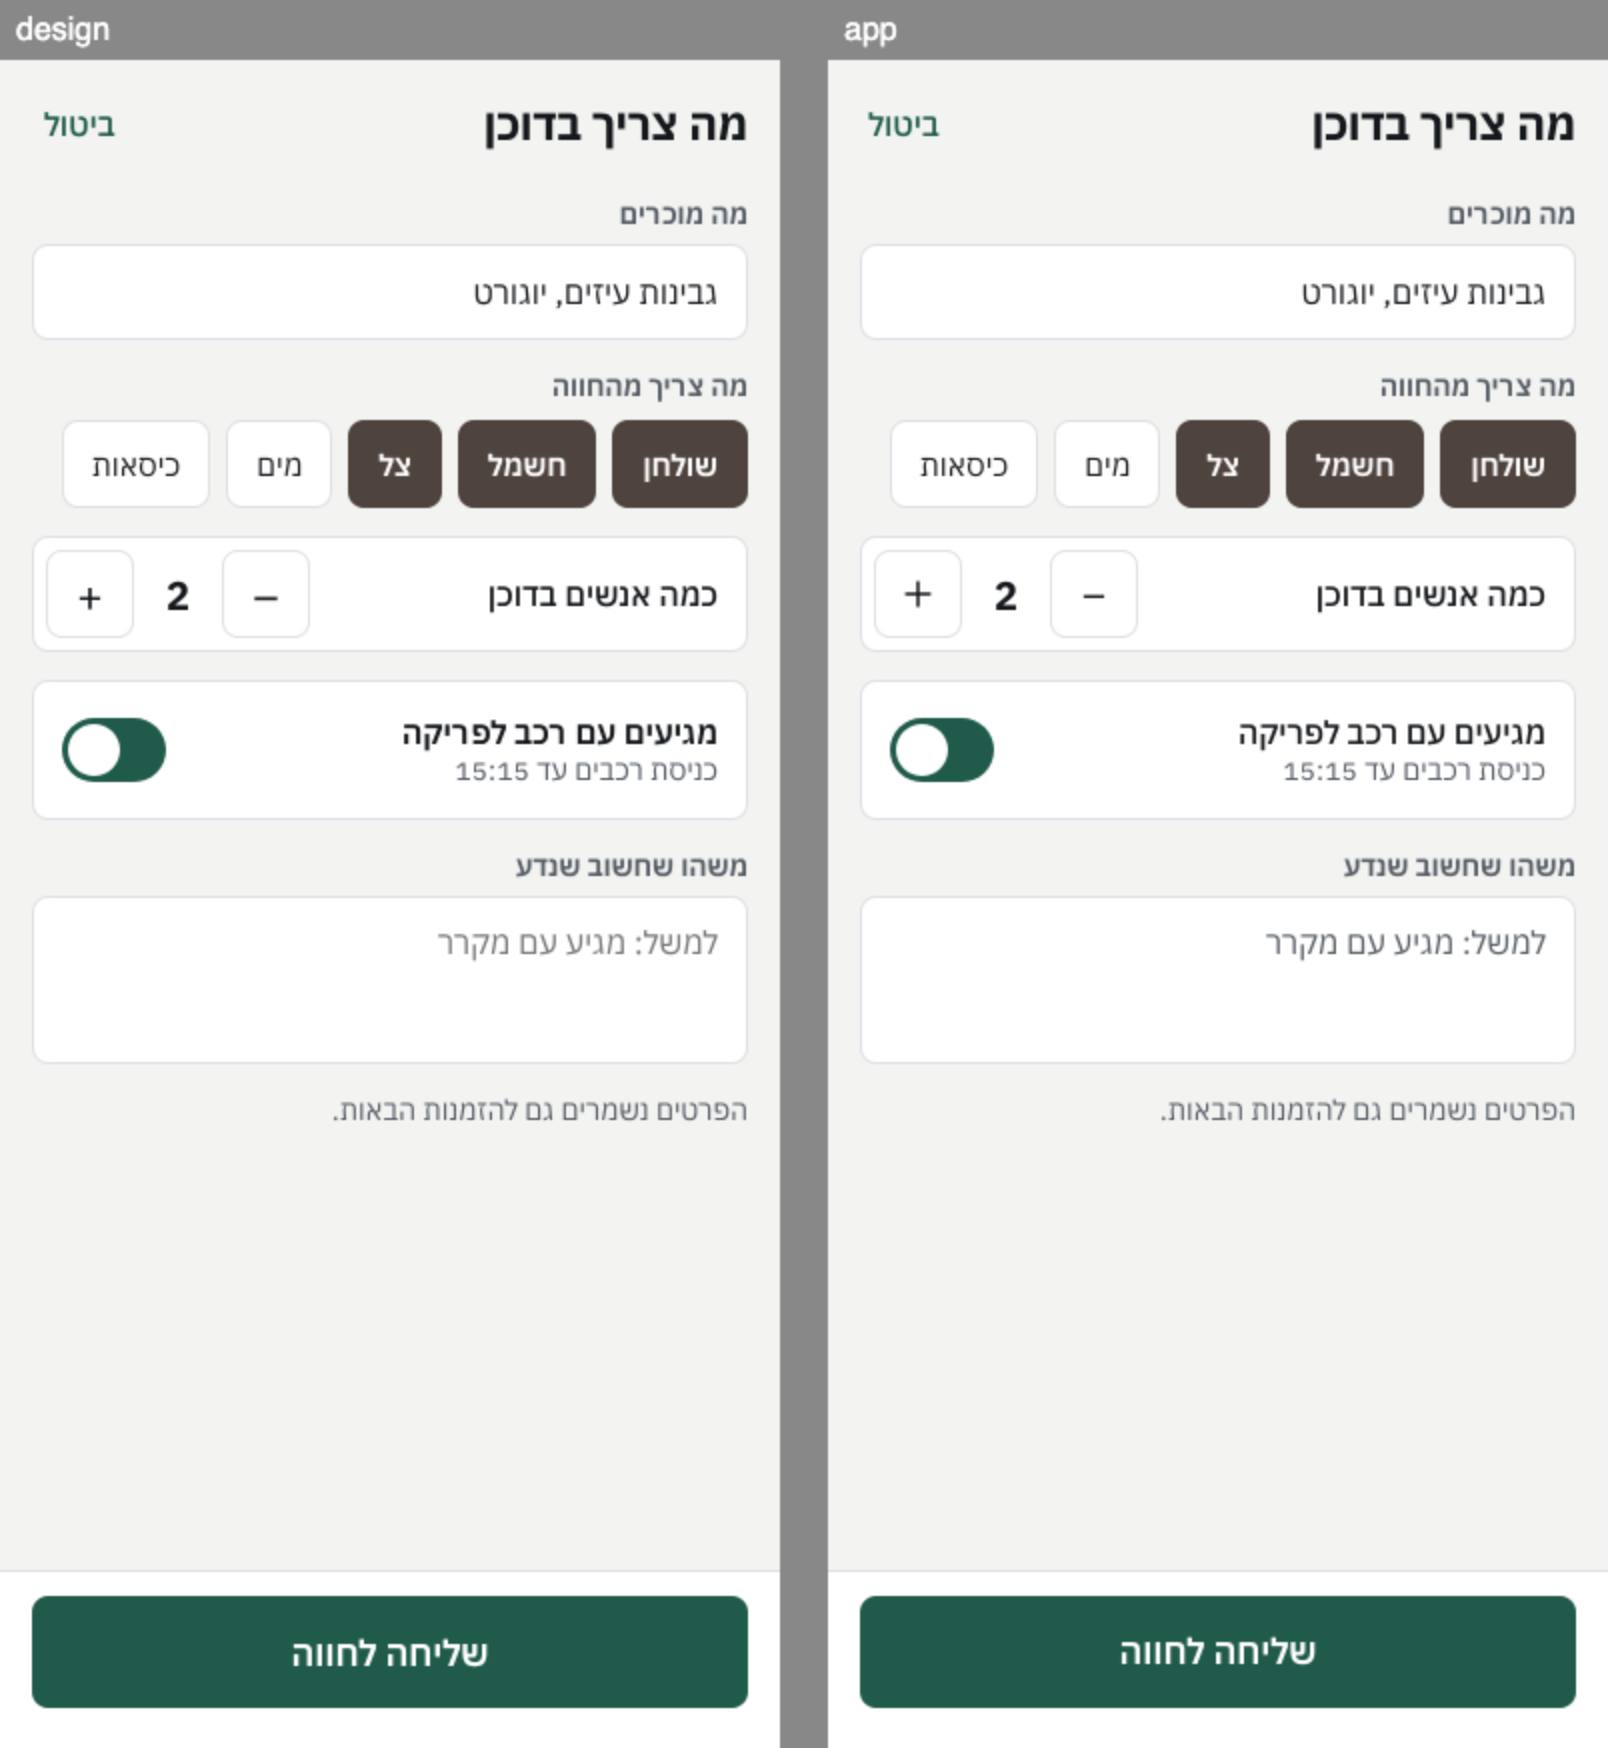 design
מה צריך בדוכן
ביטול
מה מוכרים
גבינות עיזים, יוגורט
מה צריך מהחווה
שולחן חשמל צל מים כיסאות
כמה אנשים בדוכן
− 2 +
מגיעים עם רכב לפריקה
כניסת רכבים עד 15:15
משהו שחשוב שנדע
למשל: מגיע עם מקרר
הפרטים נשמרים גם להזמנות הבאות.
שליחה לחווה
app
מה צריך בדוכן
ביטול
מה מוכרים
גבינות עיזים, יוגורט
מה צריך מהחווה
שולחן חשמל צל מים כיסאות
כמה אנשים בדוכן
− 2 +
מגיעים עם רכב לפריקה
כניסת רכבים עד 15:15
משהו שחשוב שנדע
למשל: מגיע עם מקרר
הפרטים נשמרים גם להזמנות הבאות.
שליחה לחווה